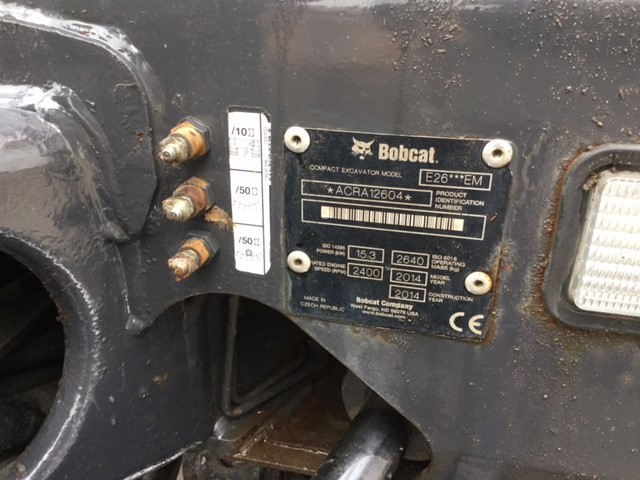 /10
/50
/50
Bobcat
COMPACT EXCAVATOR MODEL E26***EM
*ACRA12604* PRODUCT IDENTIFICATION NUMBER
ISO 14396 POWER (kW) 15.3 2640 ISO 6016 OPERATING MASS (kg)
RATED ENGINE SPEED (RPM) 2400 2014 MODEL YEAR
2014 CONSTRUCTION YEAR
MADE IN CZECH REPUBLIC
Bobcat Company
West Fargo, ND 58078 USA
www.bobcat.com
CE